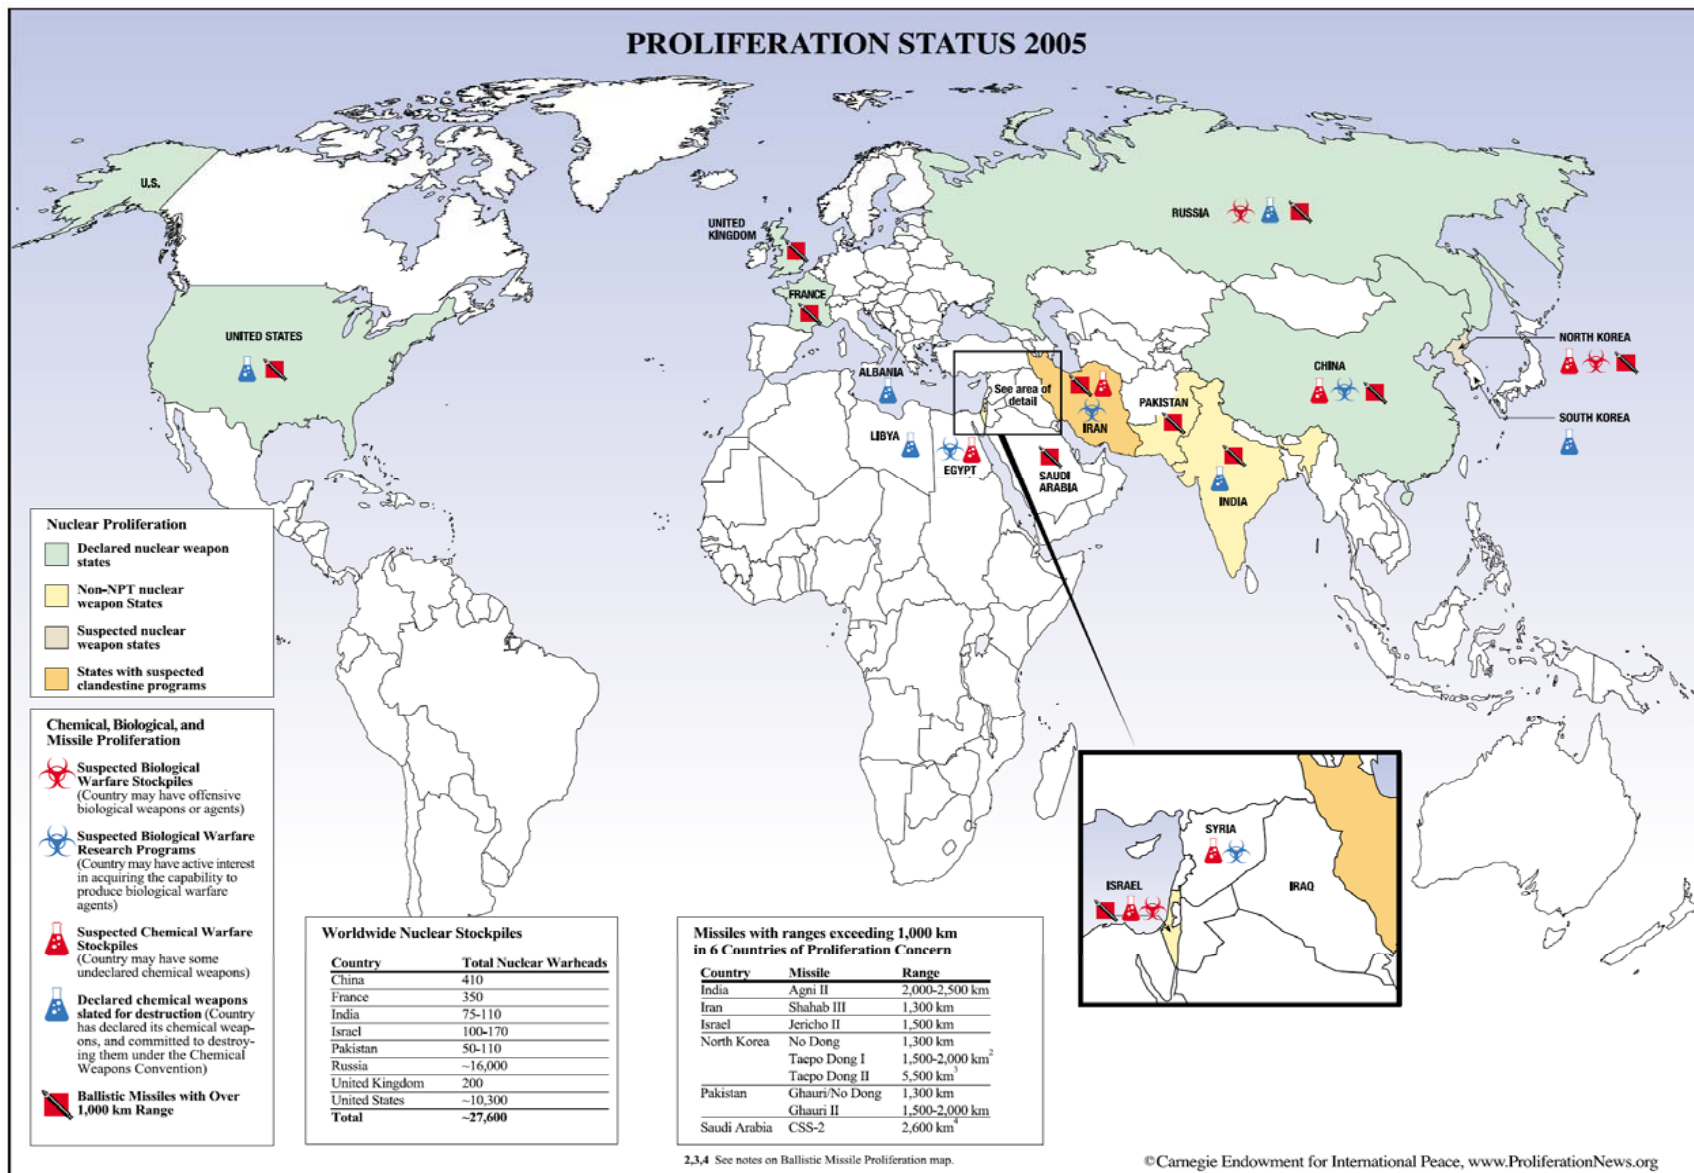 PROLIFERATION STATUS 2005
U.S.
UNITED STATES
UNITED
KINGDOM
FRANCE
ALBANIA
LIBYA
EGYPT
See area of
detail
SAUDI
ARABIA
IRAN
PAKISTAN
INDIA
RUSSIA
CHINA
NORTH KOREA
SOUTH KOREA
Nuclear Proliferation
Declared nuclear weapon
states
Non-NPT nuclear
weapon States
Suspected nuclear
weapon states
States with suspected
clandestine programs
Chemical, Biological, and
Missile Proliferation
Suspected Biological
Warfare Stockpiles
(Country may have offensive
biological weapons or agents)
Suspected Biological Warfare
Research Programs
(Country may have active interest
in acquiring the capability to
produce biological warfare
agents)
Suspected Chemical Warfare
Stockpiles
(Country may have some
undeclared chemical weapons)
Declared chemical weapons
slated for destruction (Country
has declared its chemical weap-
ons, and committed to destroy-
ing them under the Chemical
Weapons Convention)
Ballistic Missiles with Over
1,000 km Range
Worldwide Nuclear Stockpiles
Country Total Nuclear Warheads
China 410
France 350
India 75-110
Israel 100-170
Pakistan 50-110
Russia ~16,000
United Kingdom 200
United States ~10,300
Total ~27,600
Missiles with ranges exceeding 1,000 km
in 6 Countries of Proliferation Concern
Country Missile Range
India Agni II 2,000-2,500 km
Iran Shahab III 1,300 km
Israel Jericho II 1,500 km
North Korea No Dong 1,300 km
Taepo Dong I 1,500-2,000 km2
Taepo Dong II 5,500 km3
Pakistan Ghauri/No Dong 1,300 km
Ghauri II 1,500-2,000 km
Saudi Arabia CSS-2 2,600 km4
2,3,4 See notes on Ballistic Missile Proliferation map.
SYRIA
ISRAEL
IRAQ
©Carnegie Endowment for International Peace, www.ProliferationNews.org